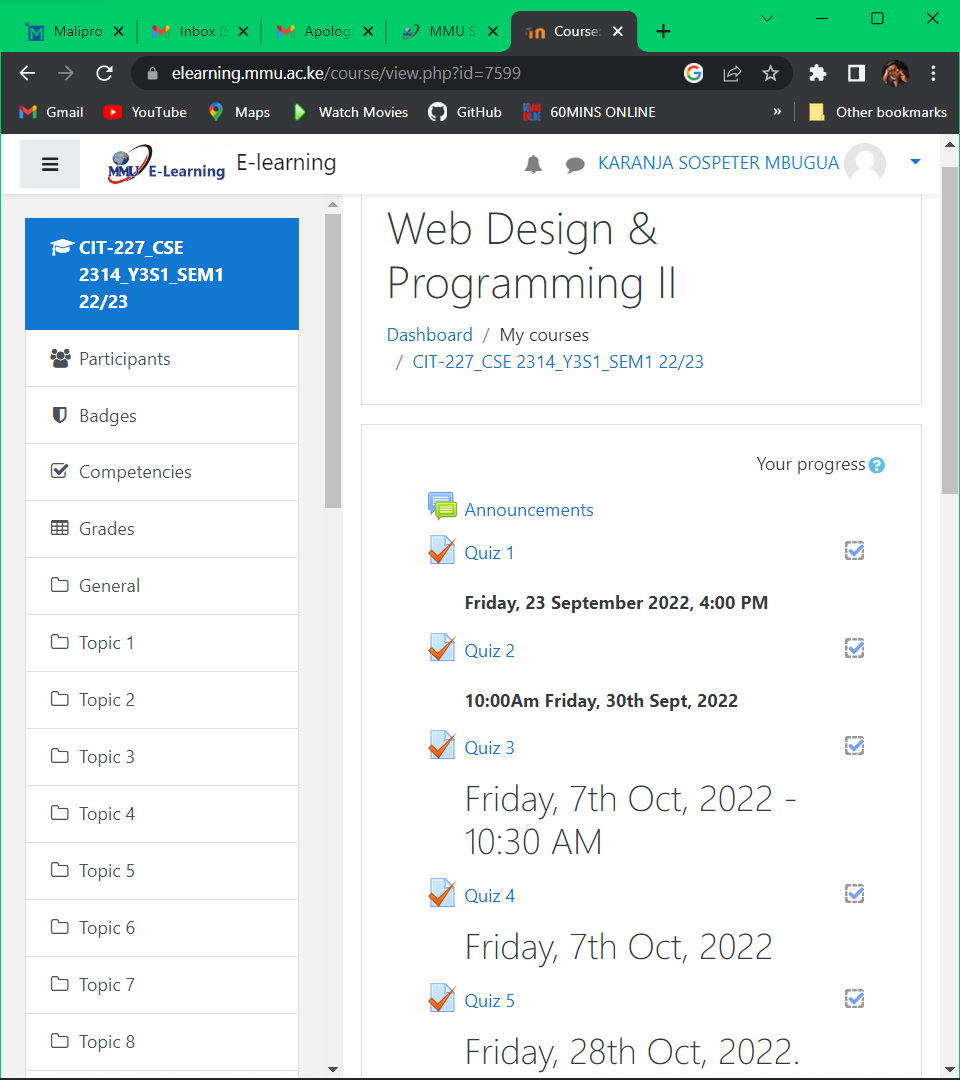 Malipro
Inbox (
Apolog
MMU S
Course:
elearning.mmu.ac.ke/course/view.php?id=7599
Gmail
YouTube
Maps
Watch Movies
GitHub
60MINS ONLINE
»
Other bookmarks
MMU E-Learning
E-learning
KARANJA SOSPETER MBUGUA
CIT-227_CSE
2314_Y3S1_SEM1
22/23
Participants
Badges
Competencies
Grades
General
Topic 1
Topic 2
Topic 3
Topic 4
Topic 5
Topic 6
Topic 7
Topic 8
Web Design &
Programming II
Dashboard / My courses
/ CIT-227_CSE 2314_Y3S1_SEM1 22/23
Your progress
Announcements
Quiz 1
Friday, 23 September 2022, 4:00 PM
Quiz 2
10:00Am Friday, 30th Sept, 2022
Quiz 3
Friday, 7th Oct, 2022 -
10:30 AM
Quiz 4
Friday, 7th Oct, 2022
Quiz 5
Friday, 28th Oct, 2022.